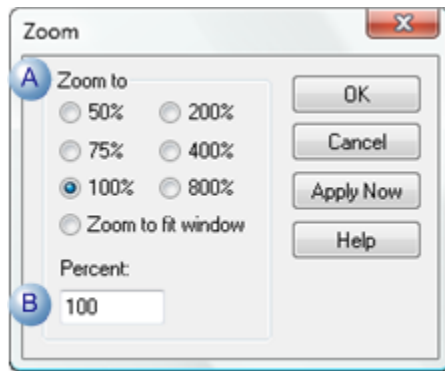 Zoom
A
Zoom to
50%
200%
75%
400%
100%
800%
Zoom to fit window
Percent:
B
100
OK
Cancel
Apply Now
Help